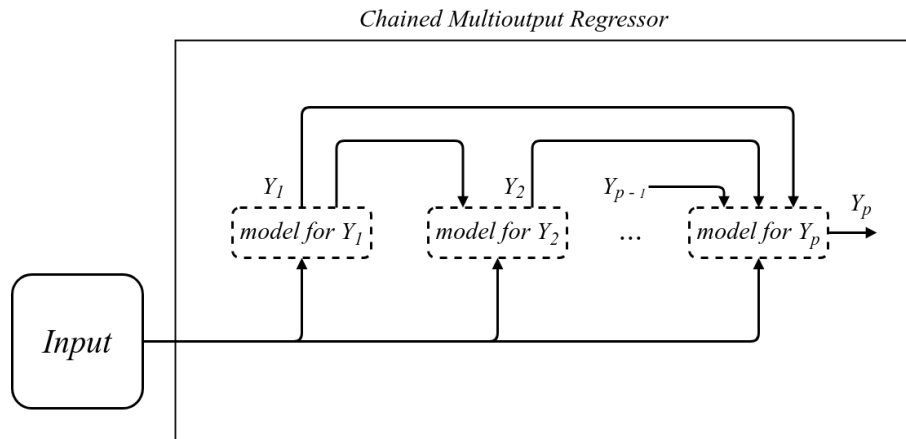 Chained Multioutput Regressor
Y1
Y2
Yp - 1
Yp
model for Y1
model for Y2
...
model for Yp
Input